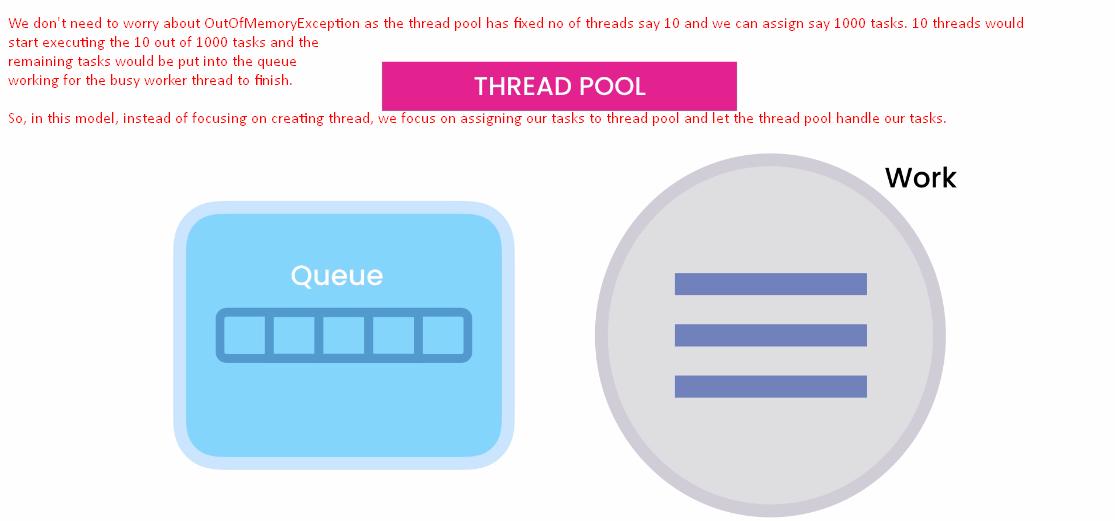 We don't need to worry about OutOfMemoryException as the thread pool has fixed no of threads say 10 and we can assign say 1000 tasks. 10 threads would
start executing the 10 out of 1000 tasks and the
remaining tasks would be put into the queue
working for the busy worker thread to finish.
THREAD POOL
So, in this model, instead of focusing on creating thread, we focus on assigning our tasks to thread pool and let the thread pool handle our tasks.
Work
Queue